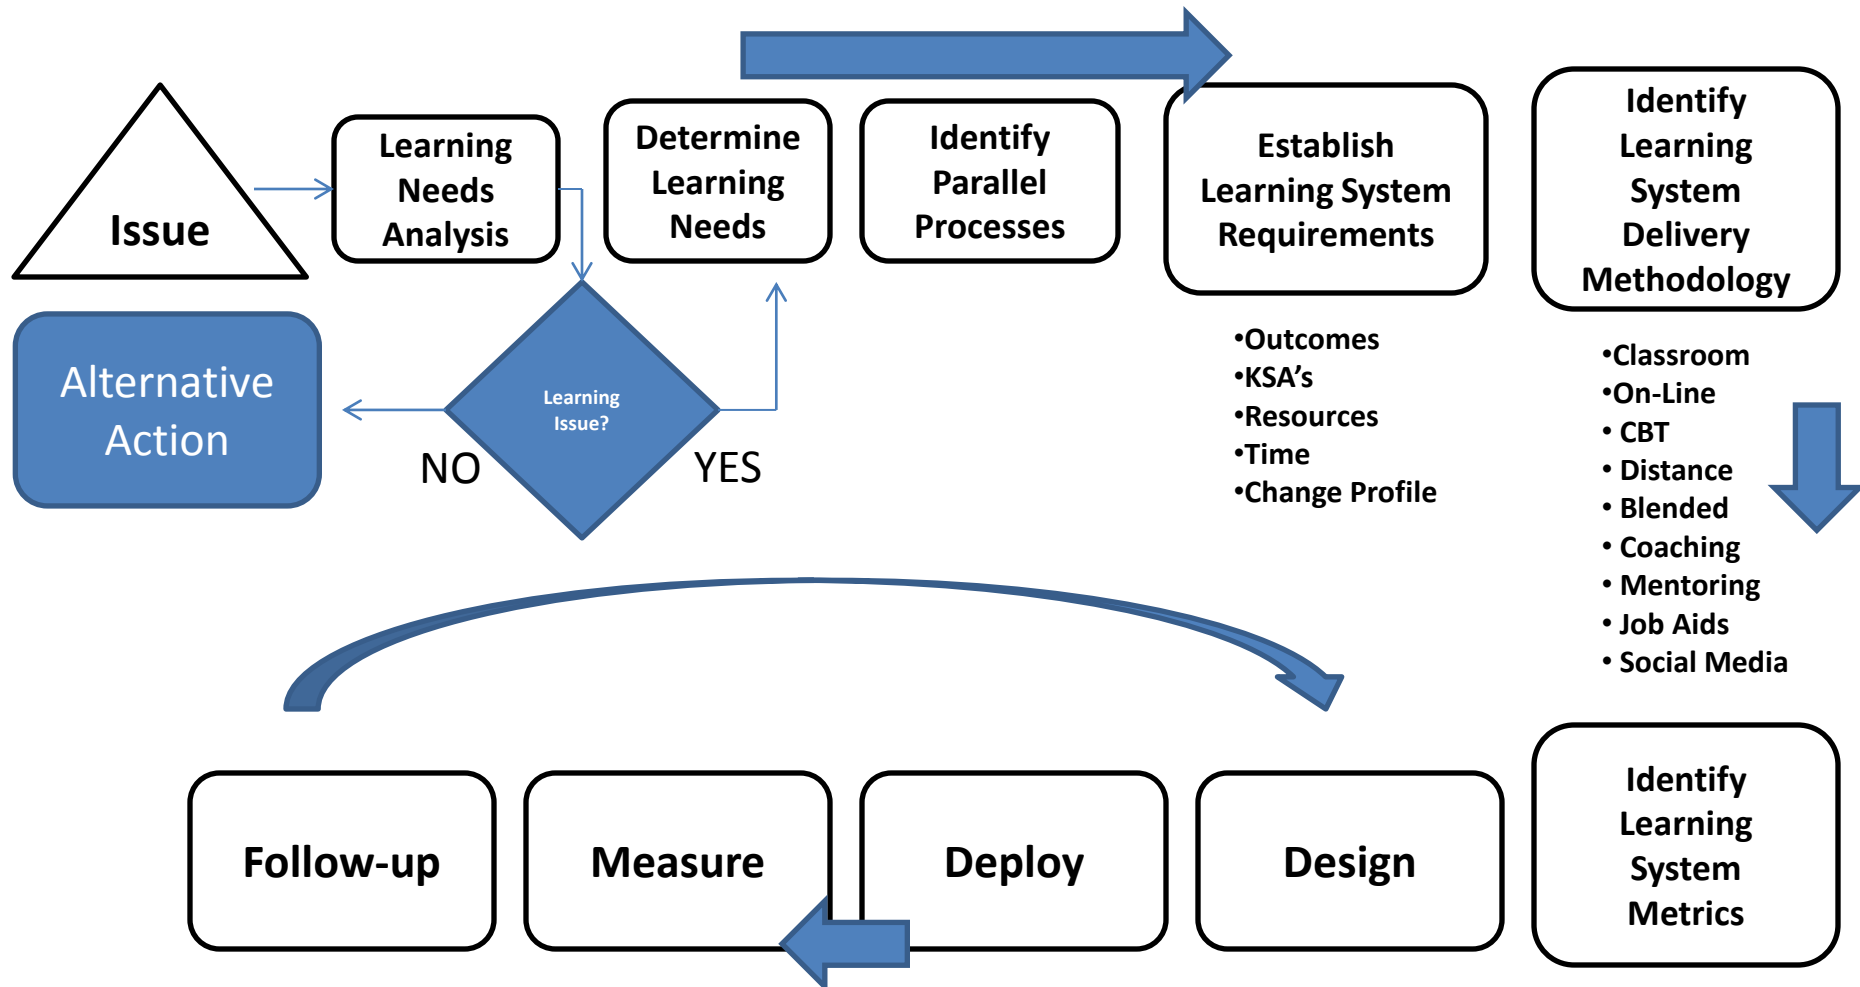 Issue
Learning
Needs
Analysis
Determine
Learning
Needs
Identify
Parallel
Processes
Establish
Learning System
Requirements
Identify
Learning
System
Delivery
Methodology
Alternative
Action
Learning
Issue?
NO
YES
•Outcomes
•KSA’s
•Resources
•Time
•Change Profile
•Classroom
•On-Line
• CBT
• Distance
• Blended
• Coaching
• Mentoring
• Job Aids
• Social Media
Follow-up
Measure
Deploy
Design
Identify
Learning
System
Metrics